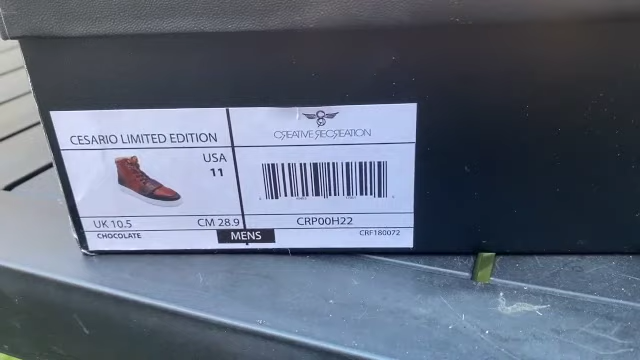 CESARIO LIMITED EDITION
USA
11
UK 10.5
CM 28.9
CHOCOLATE
MENS
CREATIVE RECREATION
CRP00H22
CRF180072